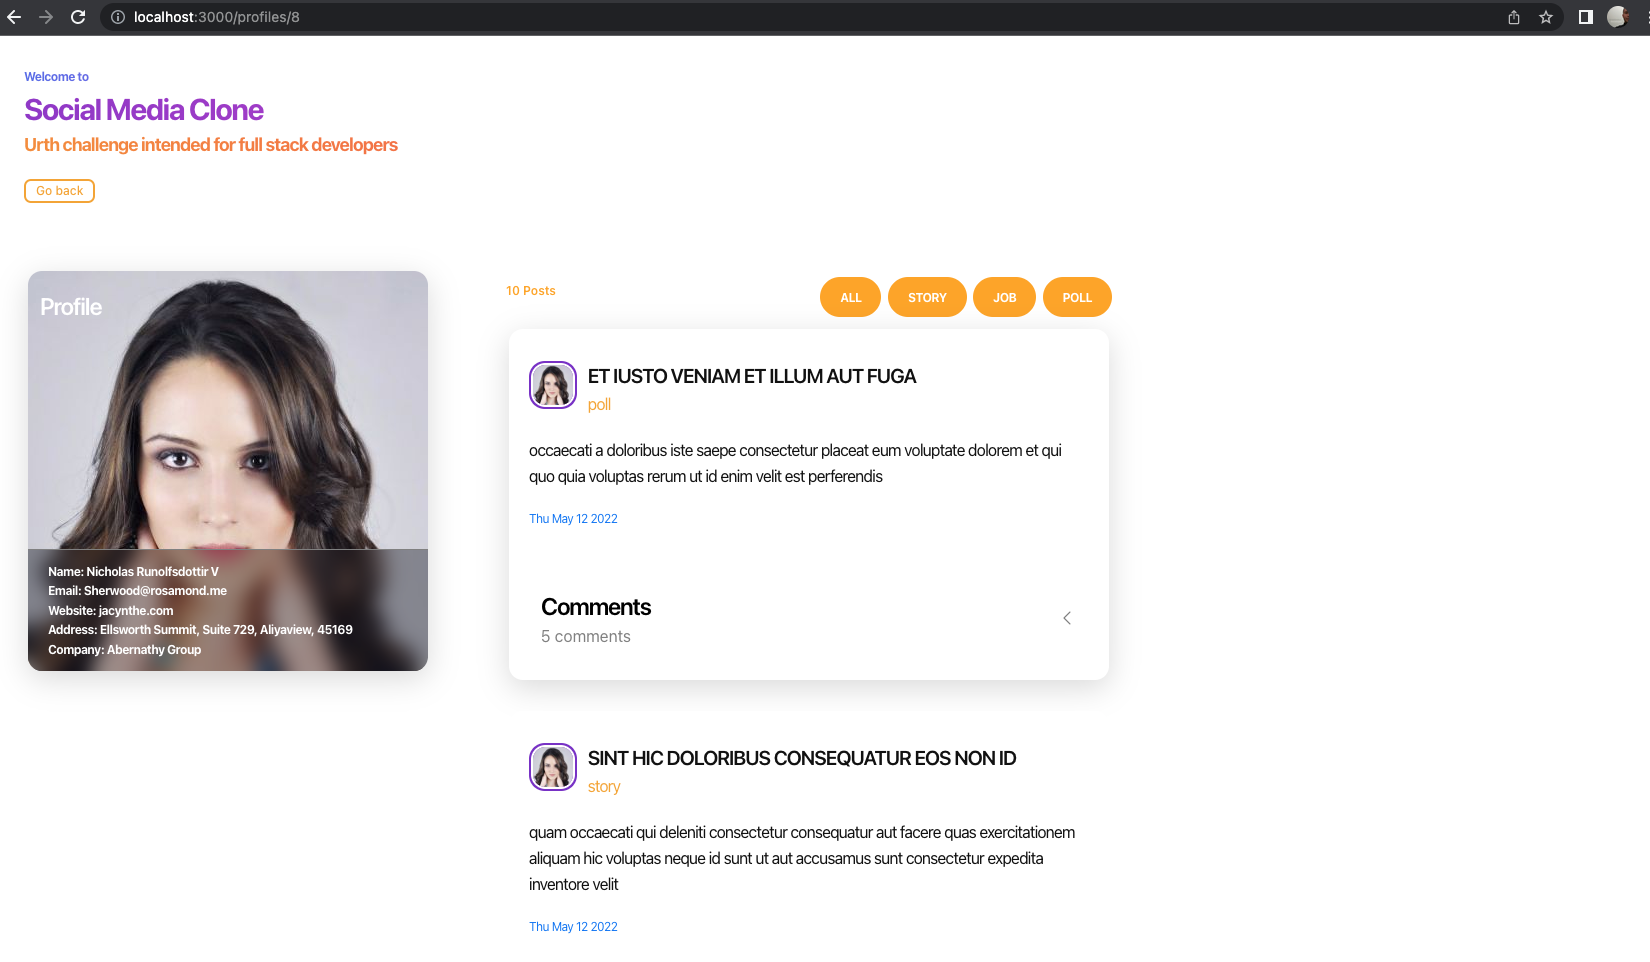 localhost:3000/profiles/8
Welcome to
Social Media Clone
Urth challenge intended for full stack developers
Go back
Profile
Name: Nicholas Runolfsdottir V
Email: Sherwood@rosamond.me
Website: jacynthe.com
Address: Ellsworth Summit, Suite 729, Aliyaview, 45169
Company: Abernathy Group
10 Posts
ALL
STORY
JOB
POLL
ET IUSTO VENIAM ET ILLUM AUT FUGA
poll
occaecati a doloribus iste saepe consectetur placeat eum voluptate dolorem et qui
quo quia voluptas rerum ut id enim velit est perferendis
Thu May 12 2022
Comments
5 comments
SINT HIC DOLORIBUS CONSEQUATUR EOS NON ID
story
quam occaecati qui deleniti consectetur consequatur aut facere quas exercitationem
aliquam hic voluptas neque id sunt ut aut accusamus sunt consectetur expedita
inventore velit
Thu May 12 2022